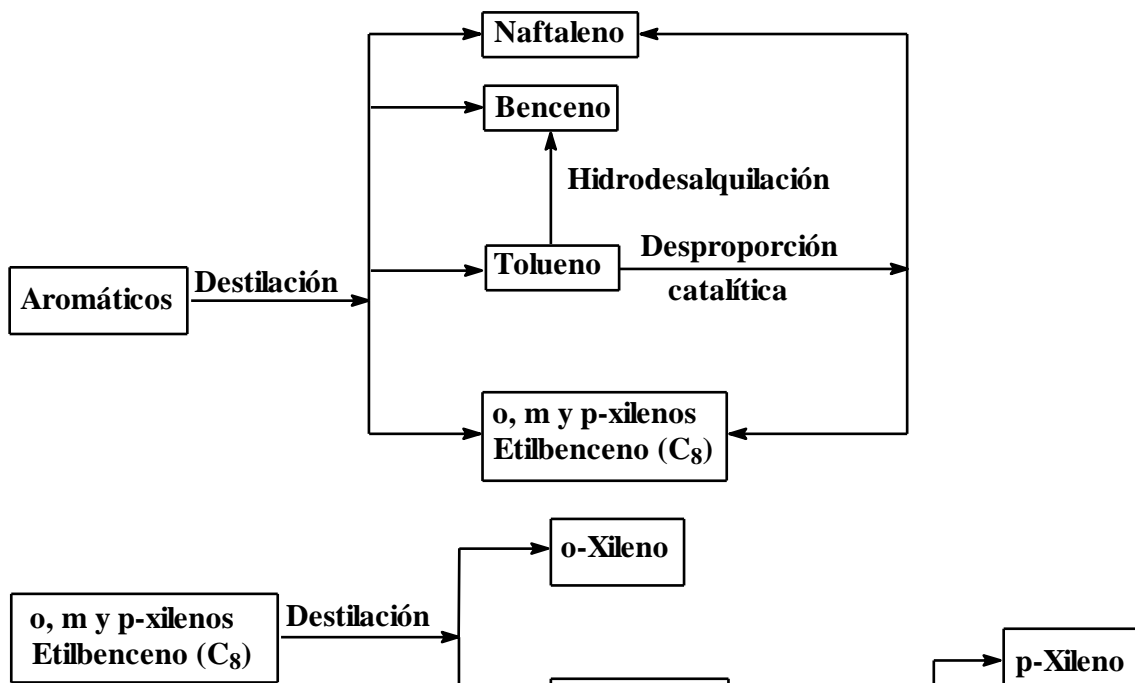 Naftaleno
Benceno
Hidrodesalquilación
Tolueno
Desproporción
catalítica
Aromáticos
Destilación
o, m y p-xilenos
Etilbenceno (C₈)
o-Xileno
o, m y p-xilenos
Etilbenceno (C₈)
Destilación
p-Xileno